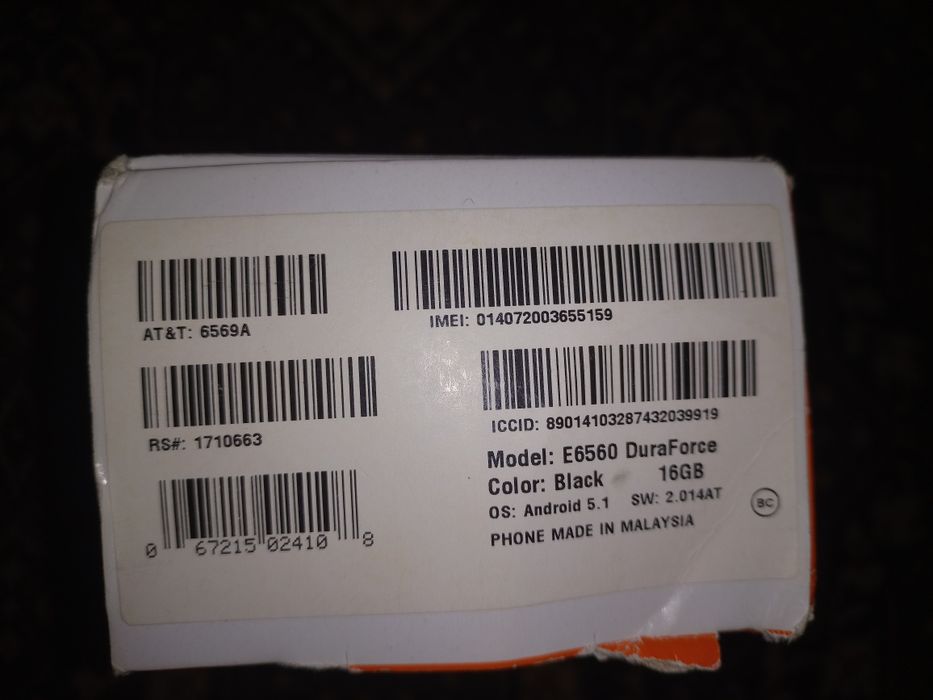 AT&T: 6569A
IMEI: 014072003655159
RS#: 1710663
ICCID: 89014103287432039919
0 67215 02410 8
Model: E6560 DuraForce
Color: Black 16GB
OS: Android 5.1 SW: 2.014AT
BC
PHONE MADE IN MALAYSIA